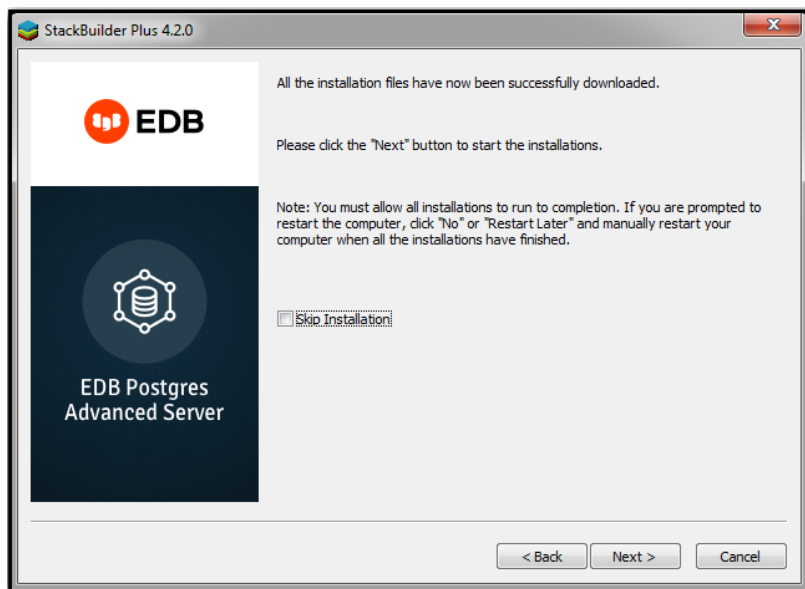 StackBuilder Plus 4.2.0
EDB
EDB Postgres
Advanced Server
All the installation files have now been successfully downloaded.
Please click the "Next" button to start the installations.
Note: You must allow all installations to run to completion. If you are prompted to
restart the computer, click "No" or "Restart Later" and manually restart your
computer when all the installations have finished.
Skip Installation
< Back
Next >
Cancel